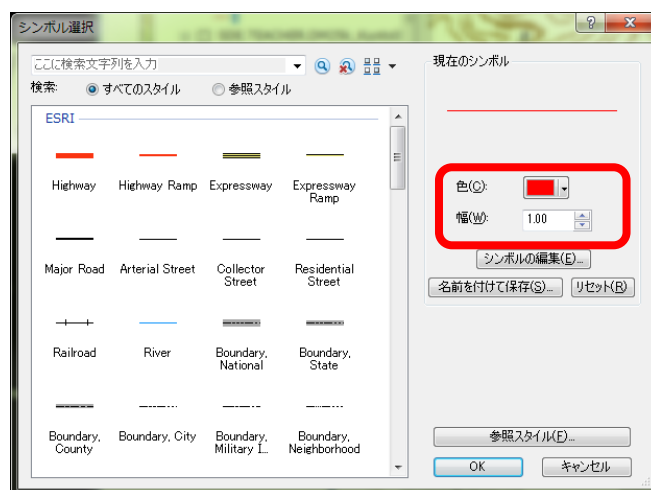 シンボル選択
ここに検索文字列を入力
検索: すべてのスタイル 参照スタイル
ESRI
Highway Highway Ramp Expressway Expressway Ramp
Major Road Arterial Street Collector Street Residential Street
Railroad River Boundary, National Boundary, State
Boundary, County Boundary, City Boundary, Military I... Boundary, Neighborhood
現在のシンボル
色(C):
幅(W): 1.00
シンボルの編集(E)...
名前を付けて保存(S)... リセット(R)
参照スタイル(F)...
OK キャンセル